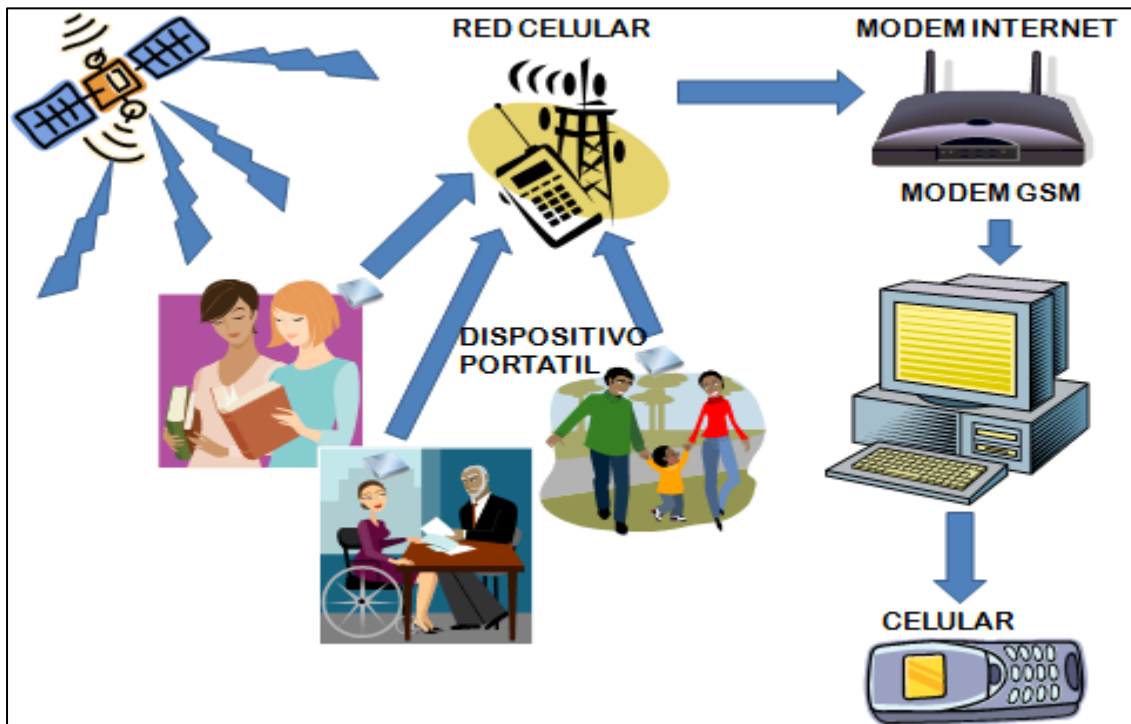 RED CELULAR
MODEM INTERNET
MODEM GSM
DISPOSITIVO
PORTATIL
CELULAR